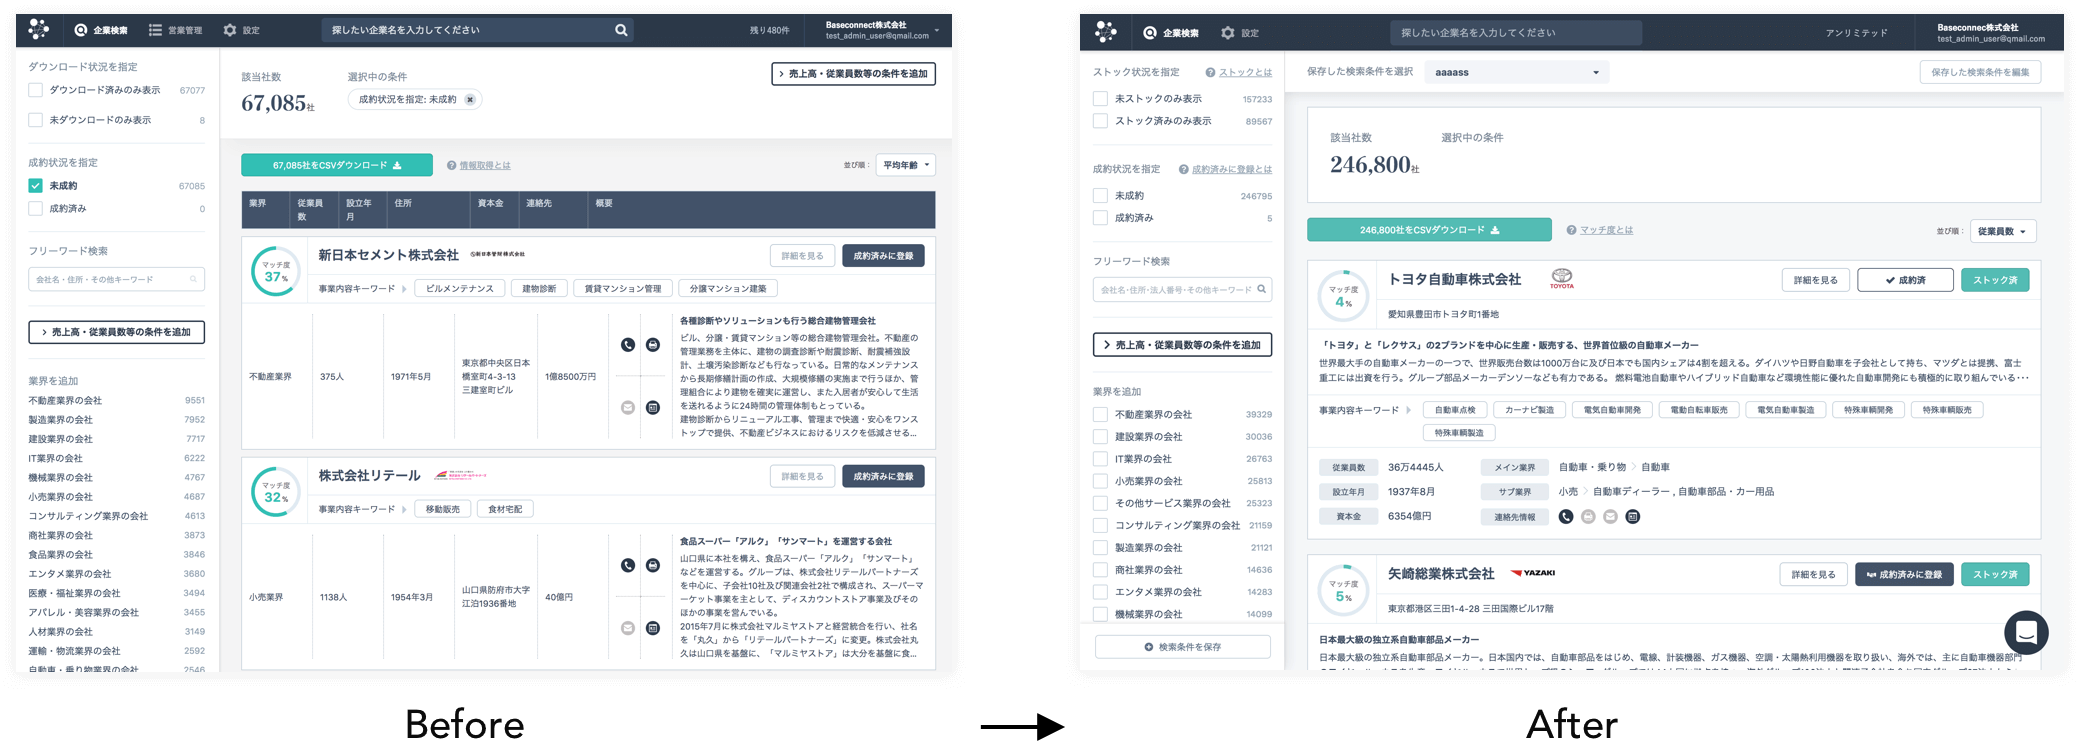 企業検索
営業管理
設定
探したい企業名を入力してください
残り480件
Baseconnect株式会社
test_admin_user@qmail.com
ダウンロード状況を指定
ダウンロード済みのみ表示 67077
未ダウンロードのみ表示 8
成約状況を指定
未成約 67085
成約済み 0
フリーワード検索
会社名・住所・その他キーワード
売上高・従業員数等の条件を追加
業界を追加
不動産業界の会社 9551
製造業界の会社 7952
建設業界の会社 7717
IT業界の会社 6222
機械業界の会社 4767
小売業界の会社 4687
コンサルティング業界の会社 4613
商社業界の会社 3873
食品業界の会社 3846
エンタメ業界の会社 3680
医療・福祉業界の会社 3494
アパレル・美容業界の会社 3455
人材業界の会社 3149
運輸・物流業界の会社 2592
自動車・乗り物業界の会社 2546
該当社数
67,085社
選択中の条件
成約状況を指定: 未成約
売上高・従業員数等の条件を追加
67,085社をCSVダウンロード
情報取得とは
並び順：
平均年齢
業界 従業員数 設立年月 住所 資本金 連絡先 概要
マッチ度
37%
新日本セメント株式会社
新日本管財株式会社
詳細を見る
成約済みに登録
事業内容キーワード ビルメンテナンス 建物診断 賃貸マンション管理 分譲マンション建築
不動産業界
375人
1971年5月
東京都中央区日本
橋室町4-3-13
三建室町ビル
1億8500万円
各種診断やソリューションも行う総合建物管理会社
ビル、分譲・賃貸マンション等の総合建物管理会社。不動産の
管理業務を主体に、建物の調査診断や耐震診断、耐震補強設
計、土壌汚染診断なども行なっている。日常的なメンテナンス
から長期修繕計画の作成、大規模修繕の実施まで行うほか、管
理組合により建物を確実に運営し、また入居者が安心して生活
を送れるように24時間の管理体制もとっている。
建物診断からリニューアル工事、管理まで快適・安心をワンス
トップで提供、不動産ビジネスにおけるリスクを低減させる...
マッチ度
32%
株式会社リテール
詳細を見る
成約済みに登録
事業内容キーワード 移動販売 食材宅配
小売業界
1138人
1954年3月
山口県防府市大字
江泊1936番地
40億円
食品スーパー「アルク」「サンマート」を運営する会社
山口県に本社を構え、食品スーパー「アルク」「サンマート」
などを運営する。グループは、株式会社リテールパートナーズ
を中心に、子会社10社及び関連会社2社で構成され、スーパーマ
ーケット事業を主として、ディスカウントストア事業及びその
ほかの事業を営んでいる。
2015年7月に株式会社マルミヤストアと経営統合を行い、社名
を「丸久」から「リテールパートナーズ」に変更。株式会社丸
久は山口県を基盤に、「マルミヤストア」は大分を基盤に食...
企業検索
設定
探したい企業名を入力してください
アンリミテッド
Baseconnec株式会社
test_admin_user@qmail.com
ストック状況を指定 ストックとは
未ストックのみ表示 157233
ストック済みのみ表示 89567
成約状況を指定 成約済みに登録とは
未成約 246795
成約済み 5
フリーワード検索
会社名・住所・法人番号・その他キーワード
売上高・従業員数等の条件を追加
業界を追加
不動産業界の会社 39329
建設業界の会社 30036
IT業界の会社 26763
小売業界の会社 25813
その他サービス業界の会社 25323
コンサルティング業界の会社 21159
製造業界の会社 21121
商社業界の会社 14636
エンタメ業界の会社 14283
機械業界の会社 14099
検索条件を保存
保存した検索条件を選択
aaaass
保存した検索条件を編集
該当社数
246,800社
選択中の条件
246,800社をCSVダウンロード
マッチ度とは
並び順：
従業員数
マッチ度
4%
トヨタ自動車株式会社
TOYOTA
詳細を見る
成約済
ストック済
愛知県豊田市トヨタ町1番地
「トヨタ」と「レクサス」の2ブランドを中心に生産・販売する、世界首位級の自動車メーカー
世界最大手の自動車メーカーの一つで、世界販売台数は1000万台に及び日本でも国内シェアは4割を超える。ダイハツや日野自動車を子会社として持ち、マツダとは提携、富士
重工には出資を行う。グループ部品メーカーデンソーなども有力である。 燃料電池自動車やハイブリッド自動車など環境性能に優れた自動車開発にも積極的に取り組んでいる･･･
事業内容キーワード 自動車点検 カーナビ製造 電気自動車開発 電動自転車販売 電気自動車製造 特殊車輌開発 特殊車輌販売
特殊車輌製造
従業員数 36万4445人 メイン業界 自動車・乗り物 自動車
設立年月 1937年8月 サブ業界 小売 自動車ディーラー , 自動車部品・カー用品
資本金 6354億円 連絡先情報
マッチ度
5%
矢崎総業株式会社
YAZAKI
詳細を見る
成約済みに登録
ストック済
東京都港区三田1-4-28 三田国際ビル17階
日本最大級の独立系自動車部品メーカー
日本最大級の独立系自動車部品メーカー。日本国内では、自動車部品をはじめ、電線、計装機器、ガス機器、空調・太陽熱利用機器を取り扱い、海外では、主に自動車機器部門
Before
After